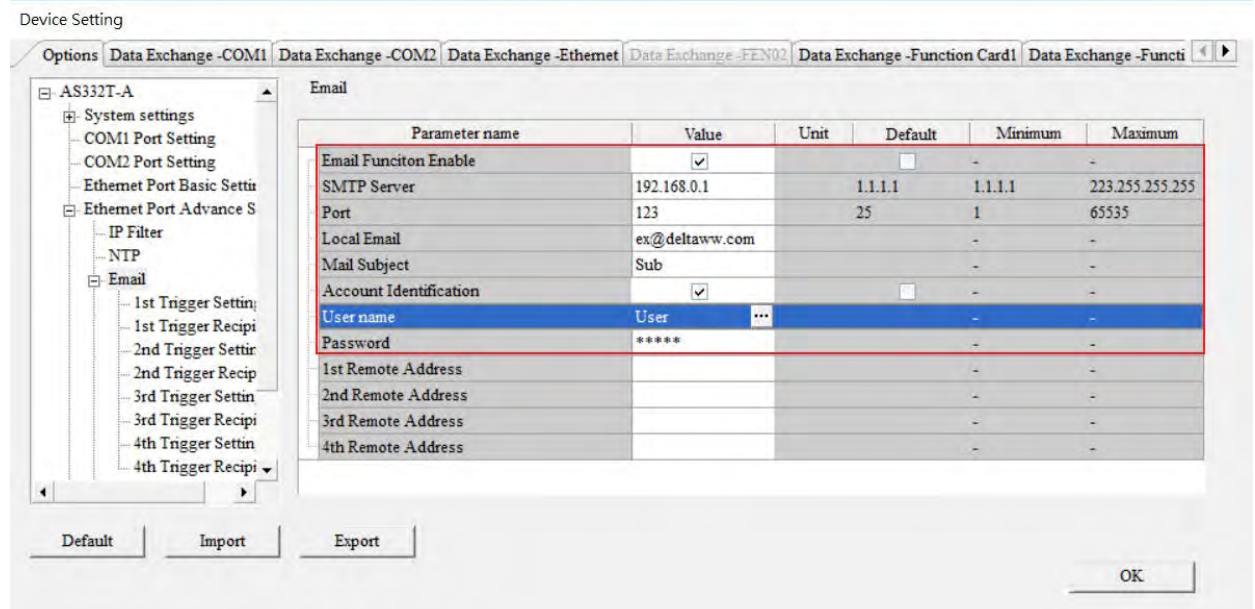 Device Setting
Options Data Exchange -COM1 Data Exchange -COM2 Data Exchange -Ethernet Data Exchange -FEN02 Data Exchange -Function Card1 Data Exchange -Functi
AS332T-A
System settings
COM1 Port Setting
COM2 Port Setting
Ethernet Port Basic Settin
Ethernet Port Advance S
IP Filter
NTP
Email
1st Trigger Setting
1st Trigger Recipi
2nd Trigger Settin
2nd Trigger Recip
3rd Trigger Settin
3rd Trigger Recipi
4th Trigger Settin
4th Trigger Recipi
Email
Parameter name Value Unit Default Minimum Maximum
Email Funciton Enable - -
SMTP Server 192.168.0.1 1.1.1.1 1.1.1.1 223.255.255.255
Port 123 25 1 65535
Local Email ex@deltaww.com - -
Mail Subject Sub - -
Account Identification - -
User name User ... - -
Password ***** - -
1st Remote Address - -
2nd Remote Address - -
3rd Remote Address - -
4th Remote Address - -
Default Import Export
OK